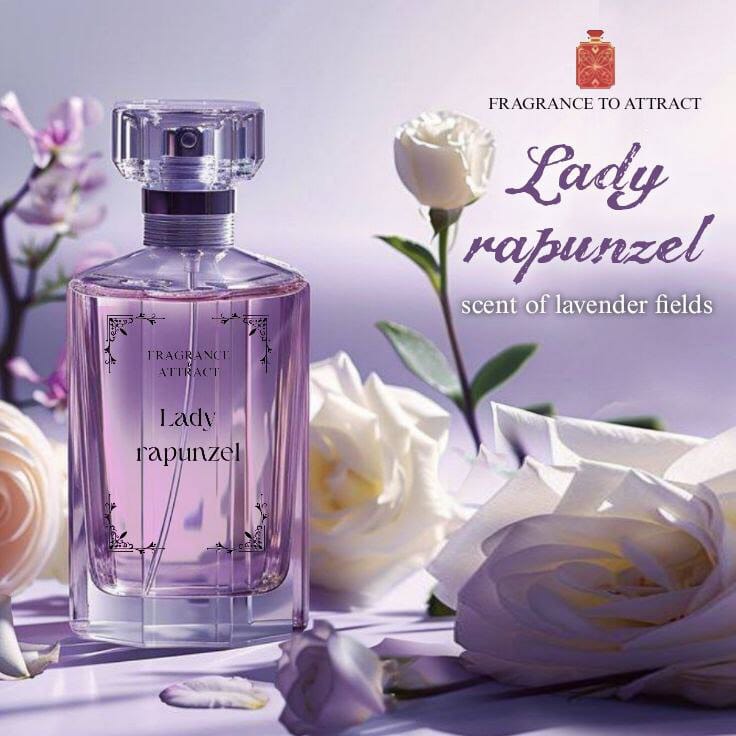 FRAGRANCE TO ATTRACT
Lady
rapunzel
scent of lavender fields
FRAGRANCE
ATTRACT
Lady
rapunzel